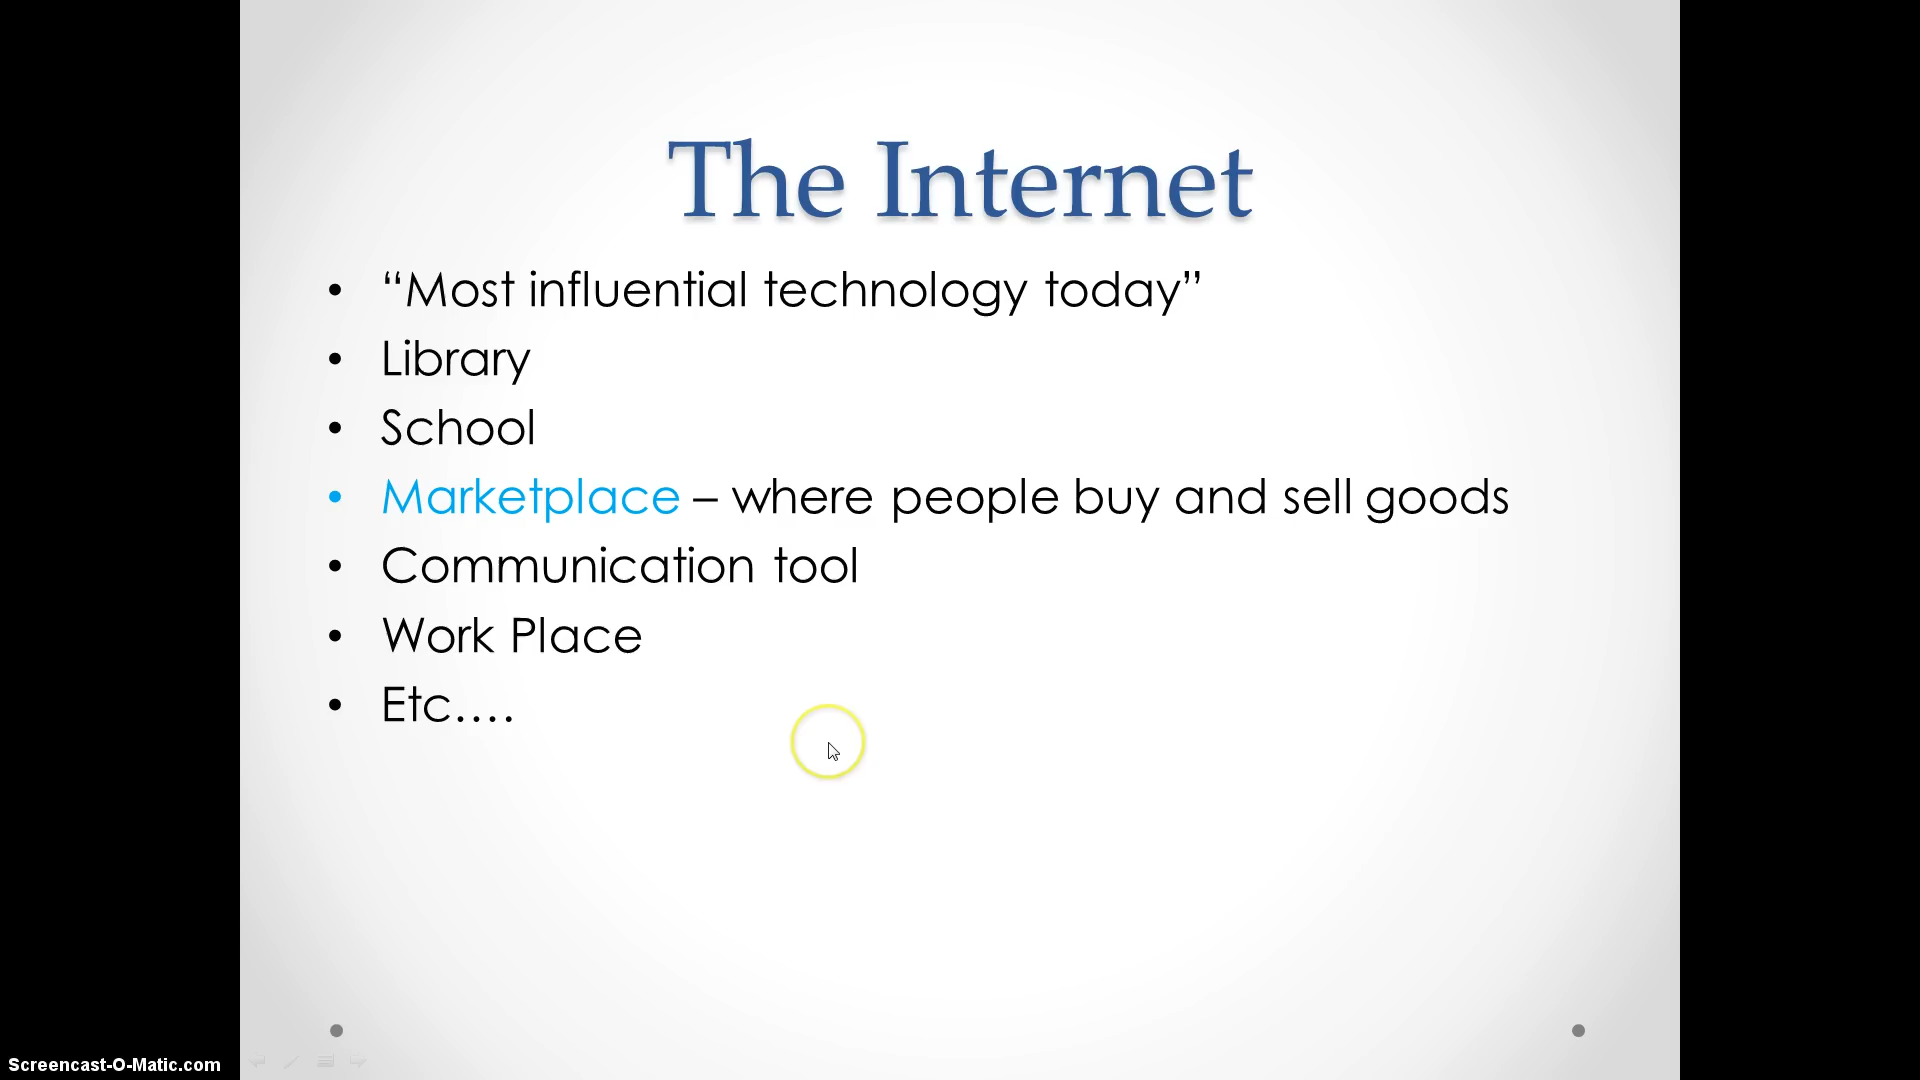 The Internet
• “Most influential technology today”
• Library
• School
• Marketplace – where people buy and sell goods
• Communication tool
• Work Place
• Etc....
Screencast-O-Matic.com